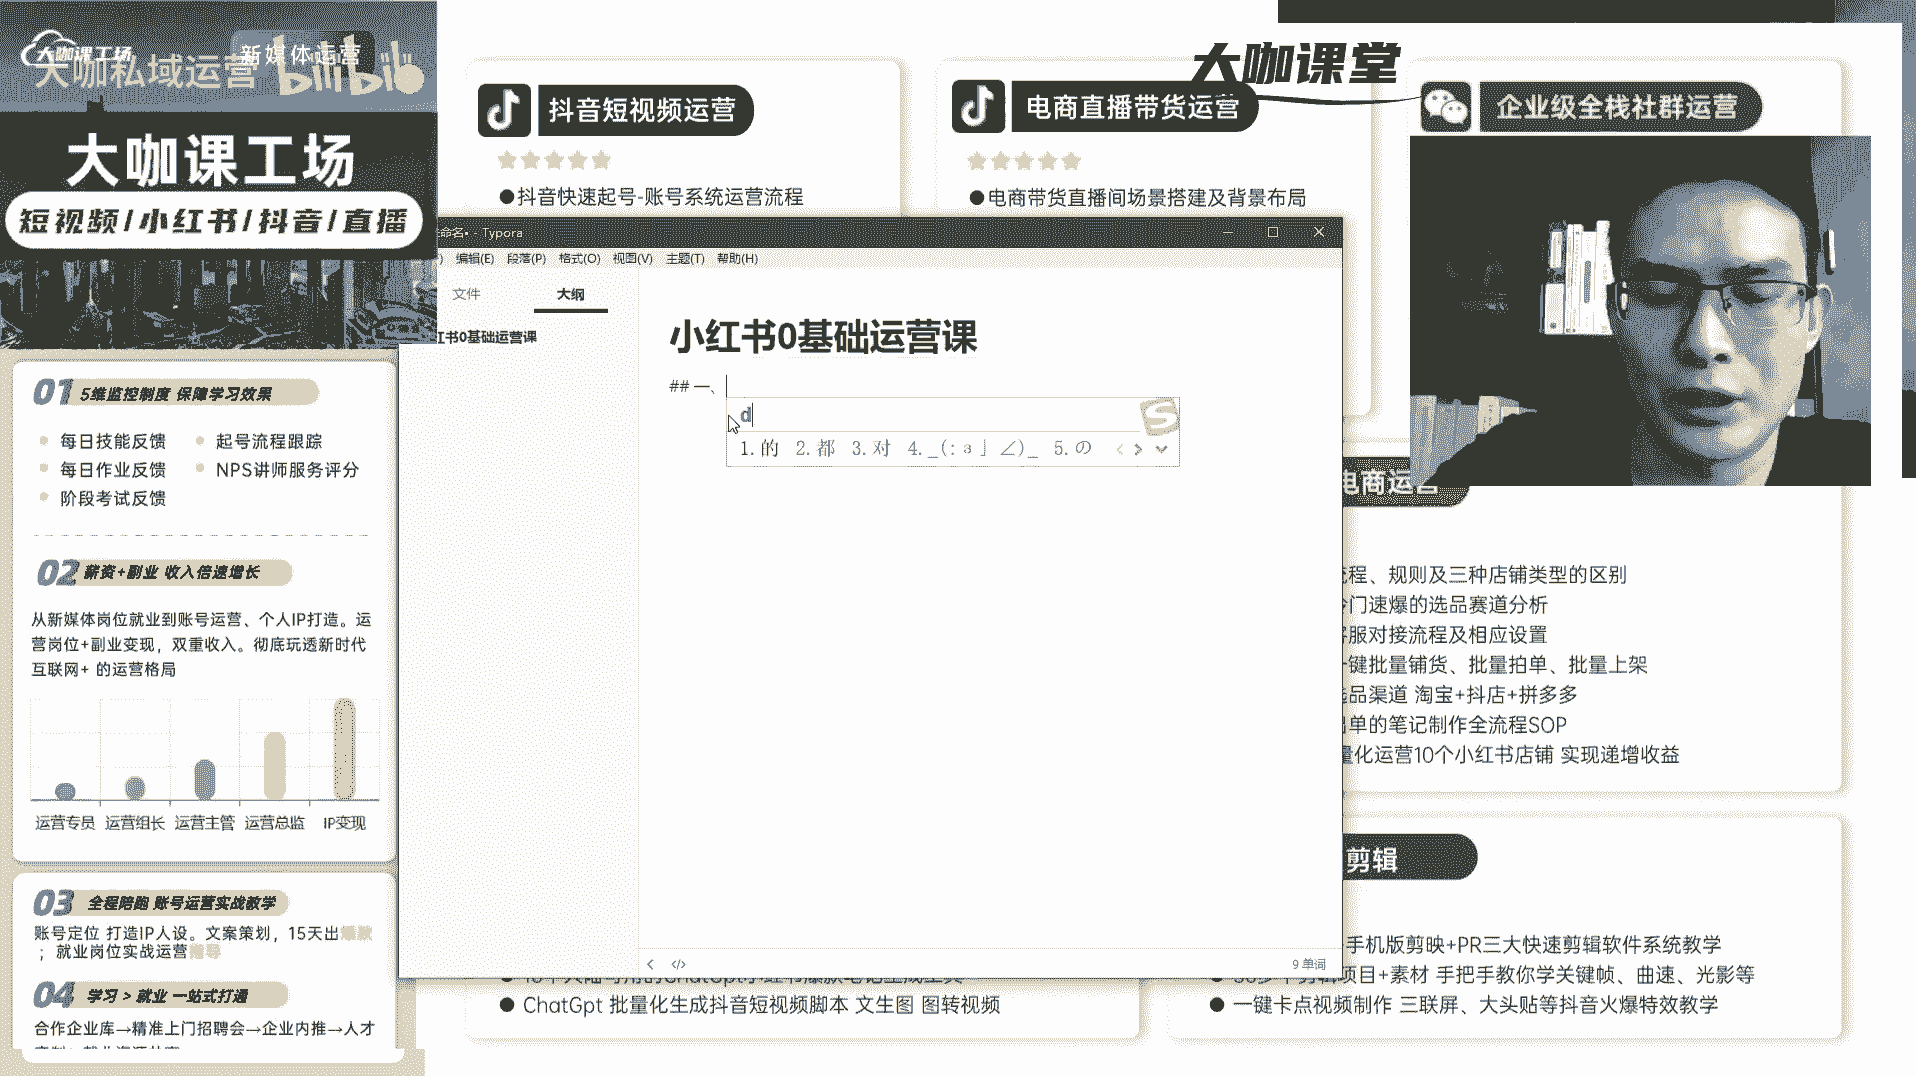 大咖课工场
新媒体运营
大咖私域运营
bilibili
大咖课工场
短视频/小红书/抖音/直播
01 5维监控制度 保障学习效果
每日技能反馈
起号流程跟踪
每日作业反馈
NPS讲师服务评分
阶段考试反馈
02 薪资+副业 收入倍速增长
从新媒体岗位就业到账号运营、个人IP打造。运
营岗位+副业变现，双重收入。彻底玩透新时代
互联网+ 的运营格局
运营专员 运营组长 运营主管 运营总监 IP变现
03 全程陪跑 账号运营实战教学
账号定位 打造IP人设。文案策划，15天出爆款
；就业岗位实战运营指导
04 学习 > 就业 一站式打通
合作企业库→精准上门招聘会→企业内推→人才
大咖课堂
抖音短视频运营
●抖音快速起号-账号系统运营流程
电商直播带货运营
●电商带货直播间场景搭建及背景布局
企业级全栈社群运营
命名• - Typora
编辑(E) 段落(P) 格式(O) 视图(V) 主题(T) 帮助(H)
文件
大纲
红书0基础运营课
小红书0基础运营课
## 一、
d
1.的 2.都 3.对 4._(:з」∠)_ 5.の
9 单词
电商运营
流程、规则及三种店铺类型的区别
冷门速爆的选品赛道分析
客服对接流程及相应设置
一键批量铺货、批量拍单、批量上架
选品渠道 淘宝+抖店+拼多多
出单的笔记制作全流程SOP
量化运营10个小红书店铺 实现递增收益
● ChatGpt 批量化生成抖音短视频脚本 文生图 图转视频
剪辑
手机版剪映+PR三大快速剪辑软件系统教学
项目+素材 手把手教你学关键帧、曲速、光影等
● 一键卡点视频制作 三联屏、大头贴等抖音火爆特效教学